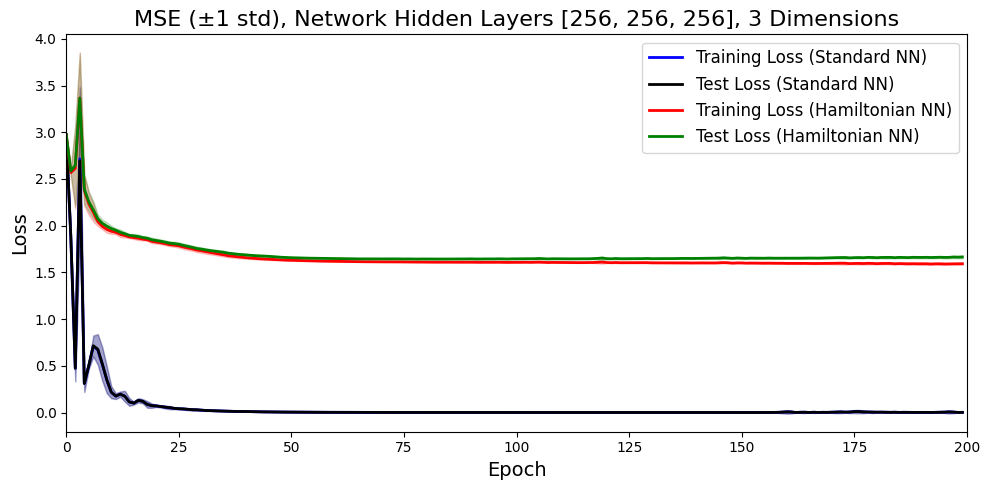 MSE (±1 std), Network Hidden Layers [256, 256, 256], 3 Dimensions
Training Loss (Standard NN)
Test Loss (Standard NN)
Training Loss (Hamiltonian NN)
Test Loss (Hamiltonian NN)
Loss
4.0
3.5
3.0
2.5
2.0
1.5
1.0
0.5
0.0
0 25 50 75 100 125 150 175 200
Epoch